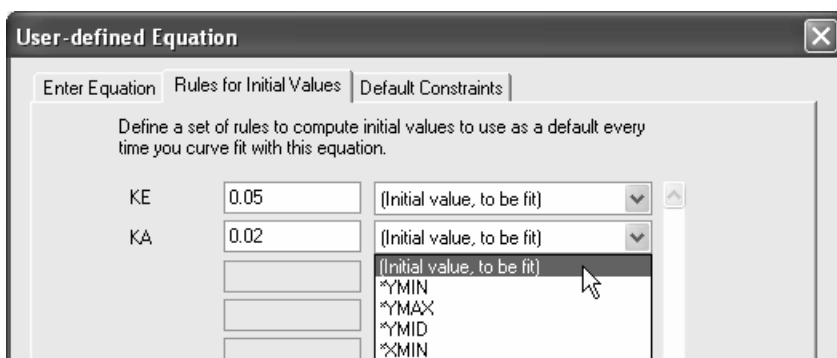 User-defined Equation
Enter Equation Rules for Initial Values Default Constraints
Define a set of rules to compute initial values to use as a default every
time you curve fit with this equation.
KE 0.05 (Initial value, to be fit)
KA 0.02 (Initial value, to be fit)
(Initial value, to be fit)
*YMIN
*YMAX
*YMID
*XMIN